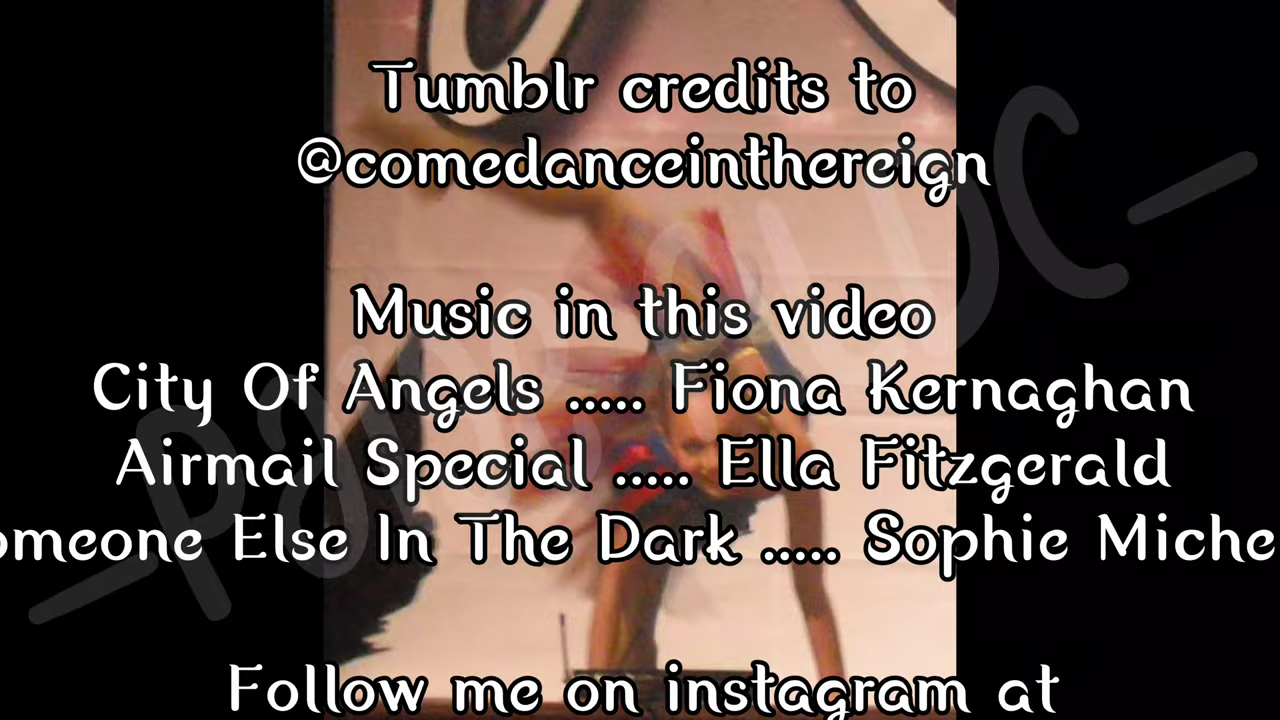 Tumblr credits to
@comedanceinthereign
Music in this video
City Of Angels ..... Fiona Kernaghan
Airmail Special ..... Ella Fitzgerald
omeone Else In The Dark ..... Sophie Miche
Follow me on instagram at